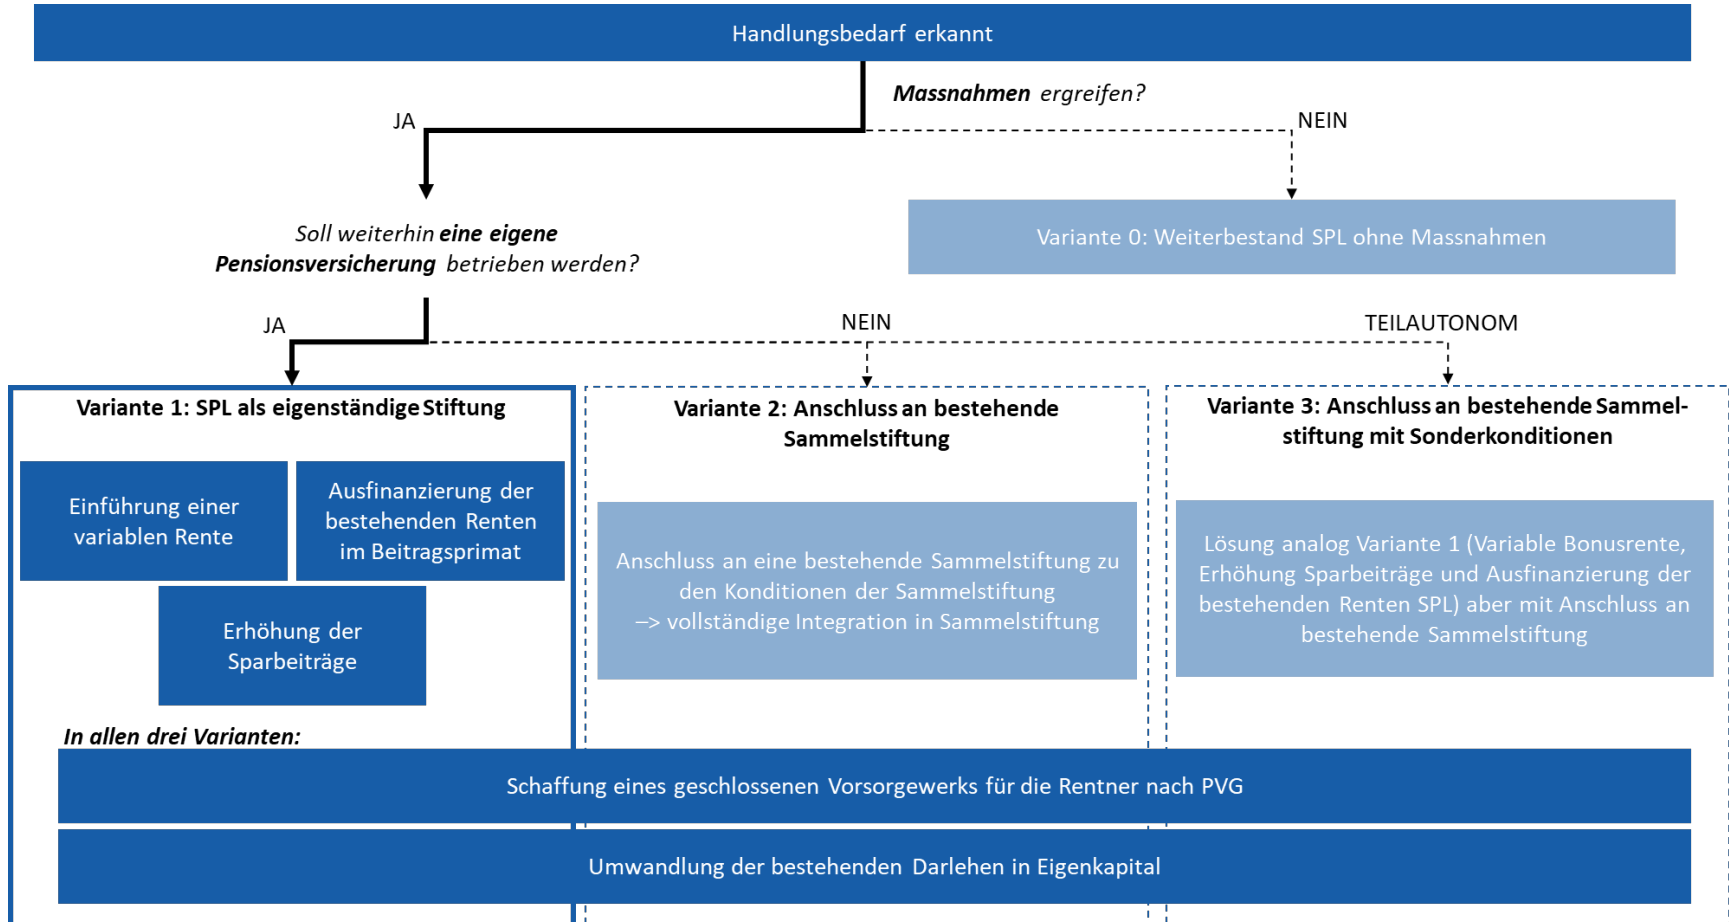 Handlungsbedarf erkannt
Massnahmen ergreifen?
JA
NEIN
Soll weiterhin eine eigene
Pensionsversicherung betrieben werden?
Variante 0: Weiterbestand SPL ohne Massnahmen
JA
NEIN
TEILAUTONOM
Variante 1: SPL als eigenständige Stiftung
Einführung einer
variablen Rente
Ausfinanzierung der
bestehenden Renten
im Beitragsprimat
Erhöhung der
Sparbeiträge
Variante 2: Anschluss an bestehende
Sammelstiftung
Anschluss an eine bestehende Sammelstiftung zu
den Konditionen der Sammelstiftung
–> vollständige Integration in Sammelstiftung
Variante 3: Anschluss an bestehende Sammel-
stiftung mit Sonderkonditionen
Lösung analog Variante 1 (Variable Bonusrente,
Erhöhung Sparbeiträge und Ausfinanzierung der
bestehenden Renten SPL) aber mit Anschluss an
bestehende Sammelstiftung
In allen drei Varianten:
Schaffung eines geschlossenen Vorsorgewerks für die Rentner nach PVG
Umwandlung der bestehenden Darlehen in Eigenkapital